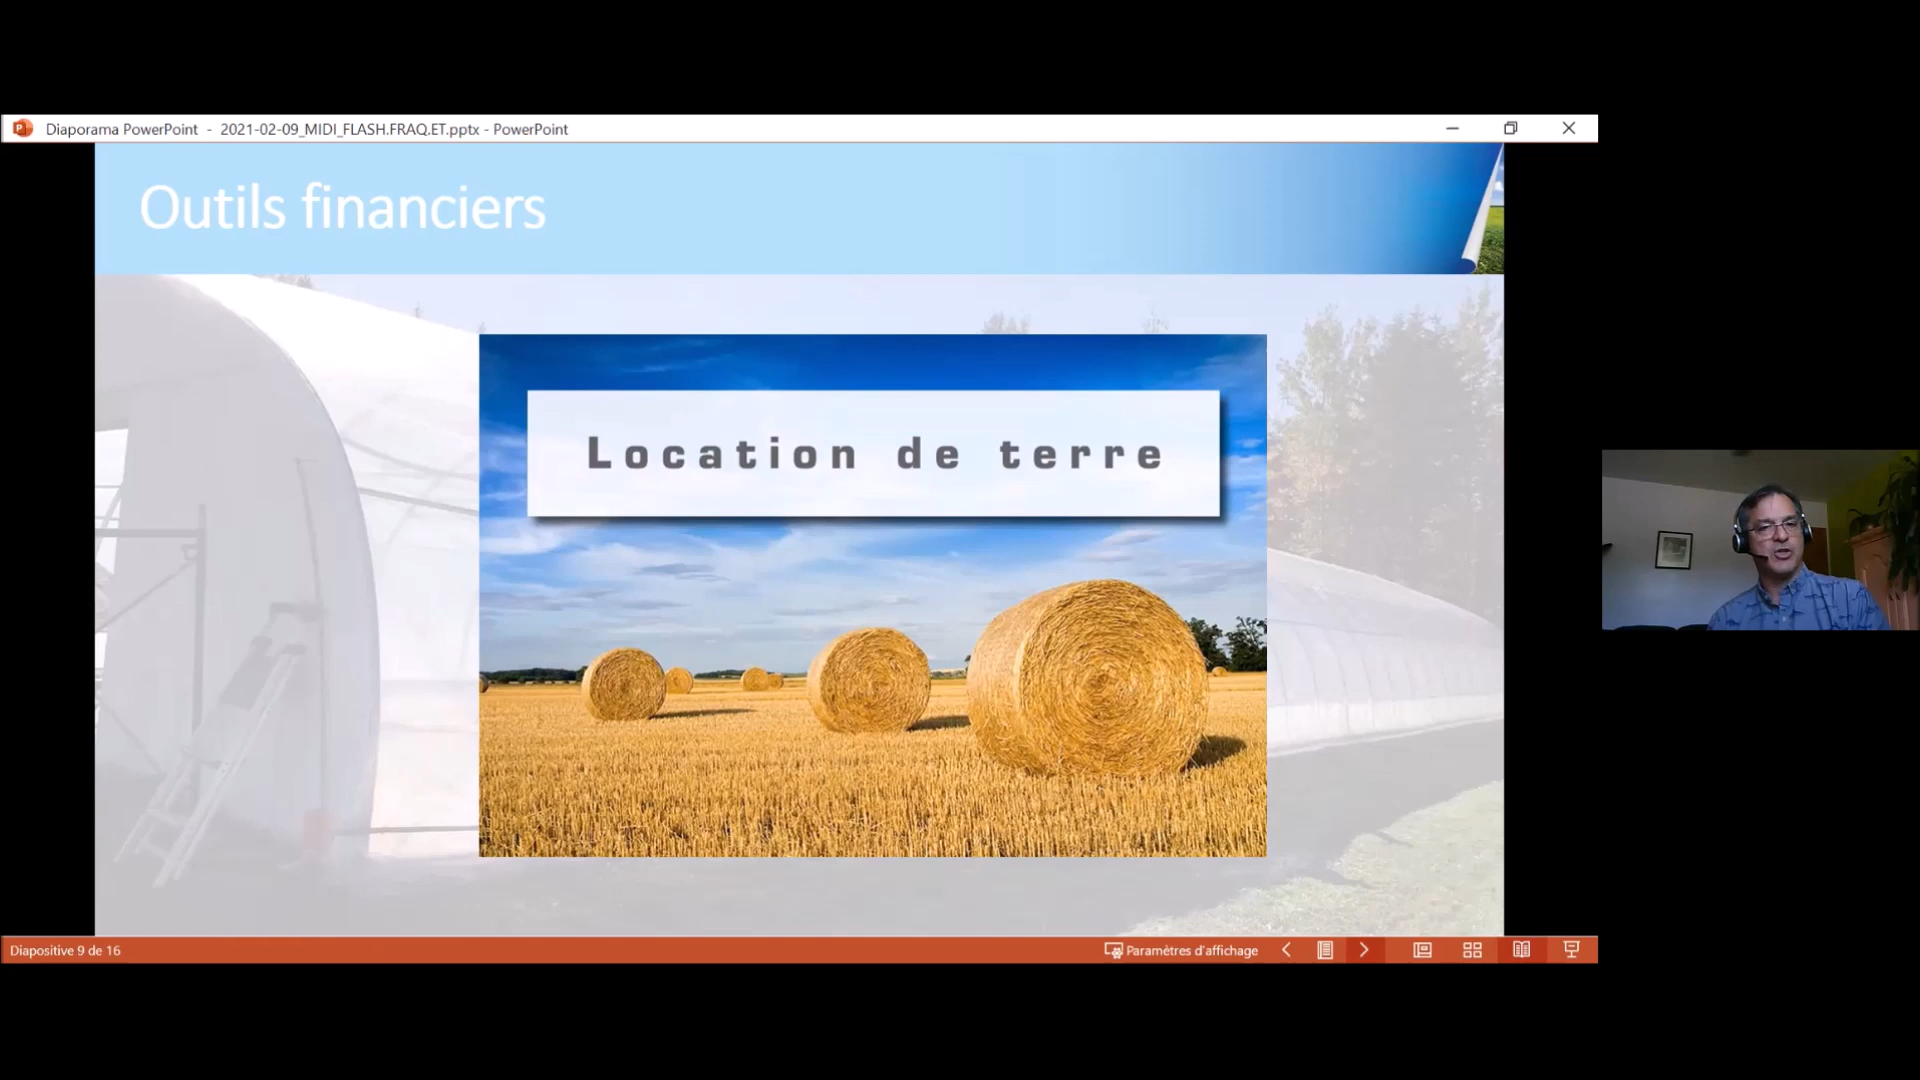 Diaporama PowerPoint - 2021-02-09_MIDI_FLASH.FRAQ.ET.pptx - PowerPoint
Outils financiers
Location de terre
Diapositive 9 de 16
Paramètres d'affichage